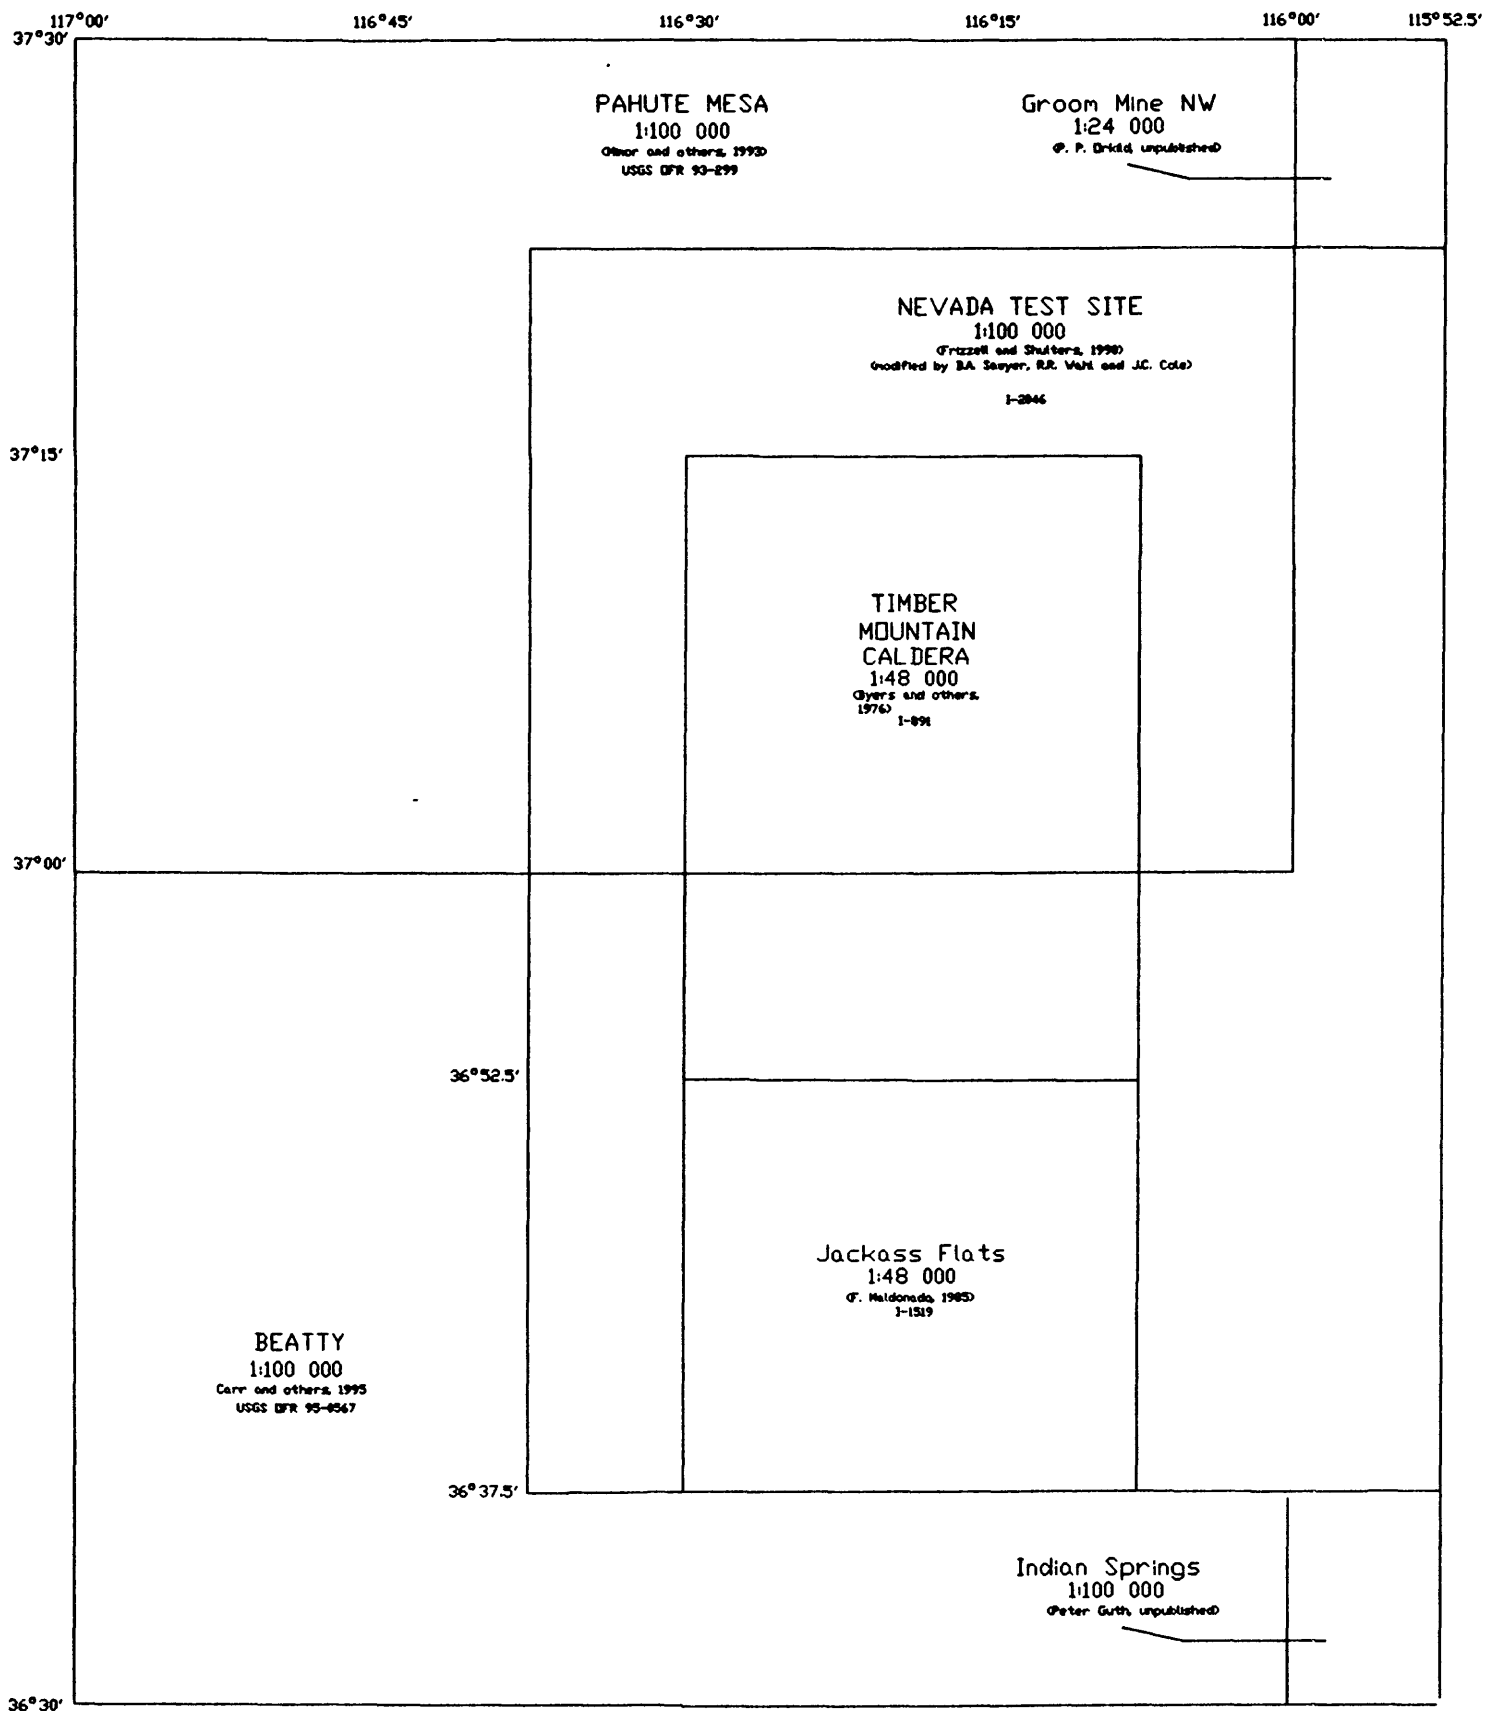 117°00' 116°45' 116°30' 116°15' 116°00' 115°52.5'
37°30'
PAHUTE MESA
1:100 000
(Minor and others, 1993)
USGS OFR 93-299
Groom Mine NW
1:24 000
(P. P. Orkild, unpublished)
NEVADA TEST SITE
1:100 000
(Frizzell and Shulters, 1990)
(modified by D.A. Sawyer, R.R. Wahl and J.C. Cole)
I-2046
37°15'
TIMBER
MOUNTAIN
CALDERA
1:48 000
(Byers and others,
1976)
I-891
37°00'
36°52.5'
Jackass Flats
1:48 000
(F. Maldonado, 1985)
I-1519
BEATTY
1:100 000
Carr and others, 1995
USGS OFR 95-0567
36°37.5'
Indian Springs
1:100 000
(Peter Guth, unpublished)
36°30'